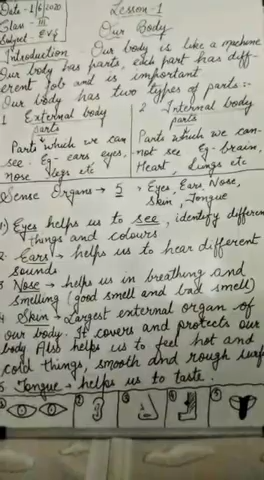 Date - 1/6/2020
Class - III
Subject - EVS
Lesson-1
Our Body
Introduction
Our body is like a machine
Our body has parts, each part has diff-
erent job and is important
Our body has two types of parts:-
1 External body
parts
Parts which we can
see. Eg- ears eyes,
nose legs etc
2 Internal body
parts
Parts which we can-
not see Eg- brain,
Heart, lungs etc
Sense Organs → 5 → Eyes, Ears, Nose,
Skin, Tongue
1) Eyes helps us to see, identify different
things and colours
2. Ears → helps us to hear different
sounds
3 Nose → helps us in breathing and
smelling (good smell and bad smell)
4 Skin → Largest external organ of
our body. It covers and protects our
body Also helps us to feel hot and
cold things, smooth and rough
5 Tongue → helps us to taste.